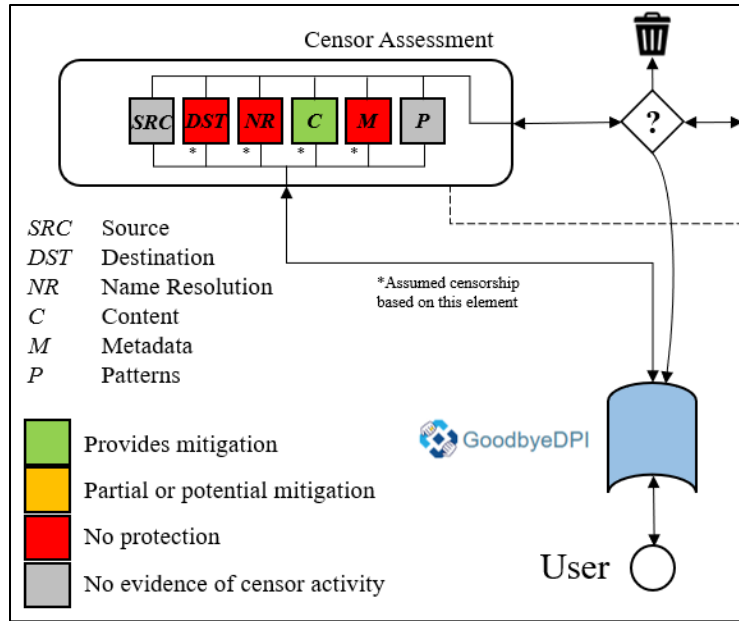 Censor Assessment
SRC DST NR C M P
* * * *
?
SRC Source
DST Destination
NR Name Resolution
C Content
M Metadata
P Patterns
*Assumed censorship
based on this element
Provides mitigation
GoodbyeDPI
Partial or potential mitigation
No protection
No evidence of censor activity
User